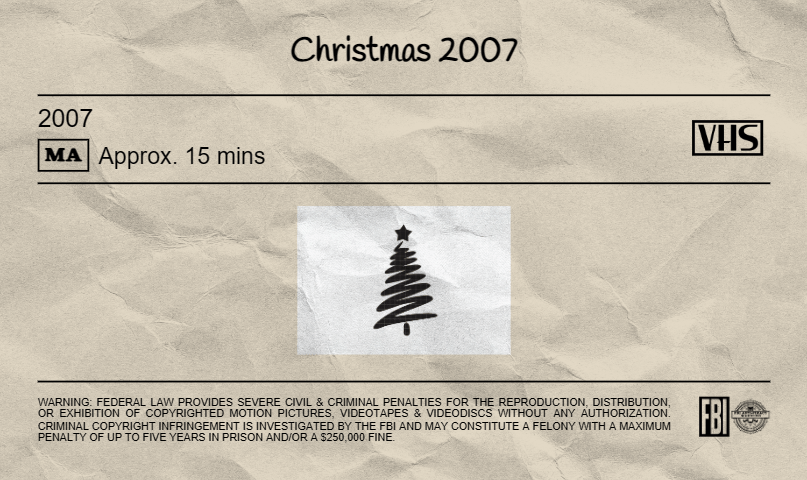 Christmas 2007
2007
MA Approx. 15 mins
VHS
WARNING: FEDERAL LAW PROVIDES SEVERE CIVIL & CRIMINAL PENALTIES FOR THE REPRODUCTION, DISTRIBUTION,
OR EXHIBITION OF COPYRIGHTED MOTION PICTURES, VIDEOTAPES & VIDEODISCS WITHOUT ANY AUTHORIZATION.
CRIMINAL COPYRIGHT INFRINGEMENT IS INVESTIGATED BY THE FBI AND MAY CONSTITUTE A FELONY WITH A MAXIMUM
PENALTY OF UP TO FIVE YEARS IN PRISON AND/OR A $250,000 FINE.
FBI